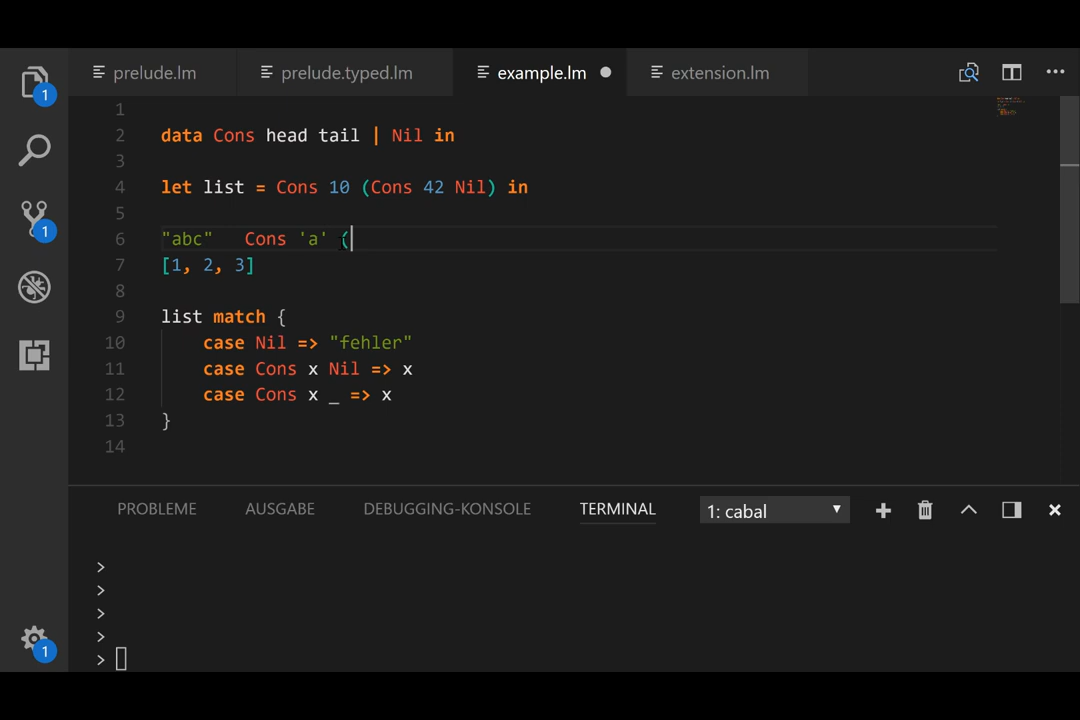 prelude.lm prelude.typed.lm example.lm extension.lm
1
1
1
1
2 data Cons head tail | Nil in
3
4 let list = Cons 10 (Cons 42 Nil) in
5
6 "abc"   Cons 'a' (
7 [1, 2, 3]
8
9 list match {
10     case Nil => "fehler"
11     case Cons x Nil => x
12     case Cons x _ => x
13 }
14
PROBLEME AUSGABE DEBUGGING-KONSOLE TERMINAL 1: cabal
>
>
>
>
>